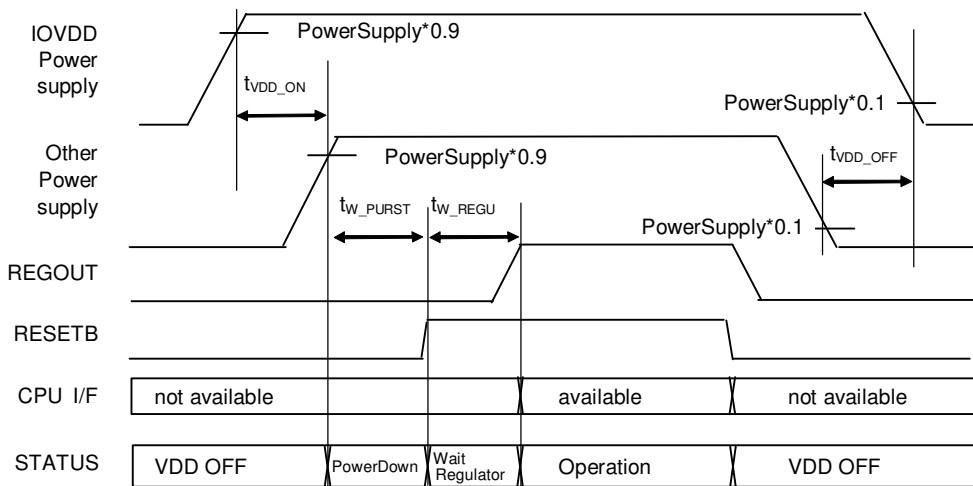 IOVDD
Power
supply
PowerSupply*0.9
tVDD_ON
PowerSupply*0.1
Other
Power
supply
PowerSupply*0.9
tVDD_OFF
tW_PURST
tW_REGU
PowerSupply*0.1
REGOUT
RESETB
CPU I/F
not available
available
not available
STATUS
VDD OFF
PowerDown
Wait
Regulator
Operation
VDD OFF